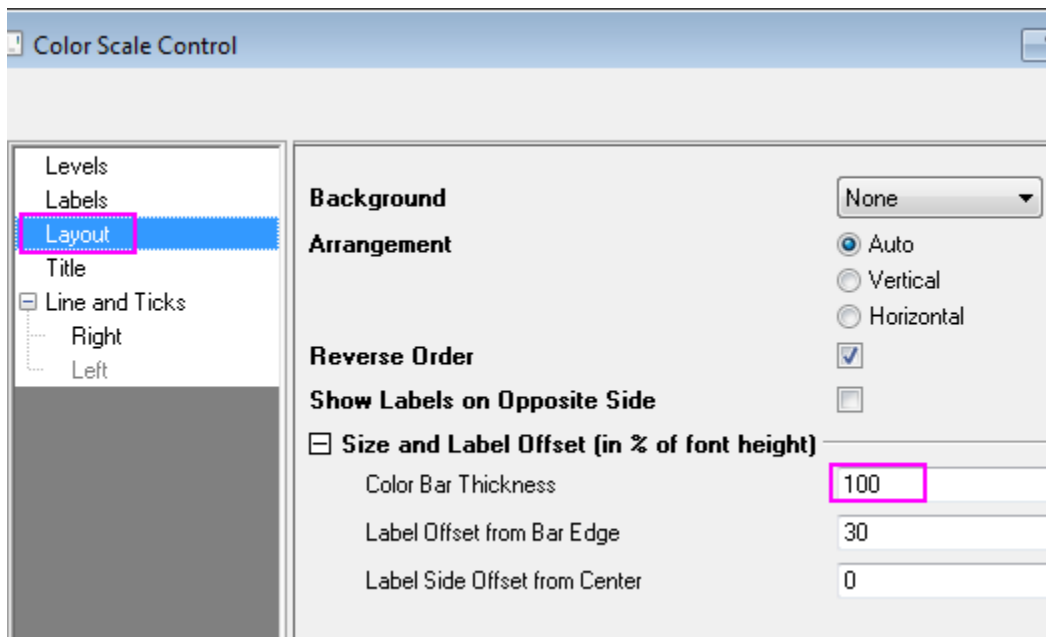 Color Scale Control
Levels
Labels
Layout
Title
Line and Ticks
Right
Left
Background
None
Arrangement
Auto
Vertical
Horizontal
Reverse Order
Show Labels on Opposite Side
Size and Label Offset (in % of font height)
Color Bar Thickness
100
Label Offset from Bar Edge
30
Label Side Offset from Center
0